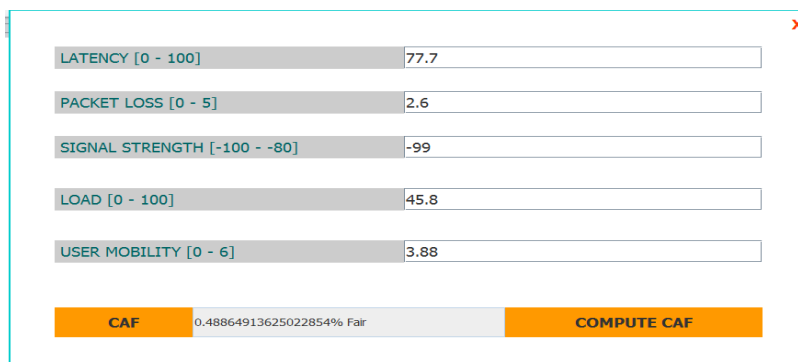 x
LATENCY [0 - 100] 77.7
PACKET LOSS [0 - 5] 2.6
SIGNAL STRENGTH [-100 - -80] -99
LOAD [0 - 100] 45.8
USER MOBILITY [0 - 6] 3.88
CAF 0.48864913625022854% Fair COMPUTE CAF